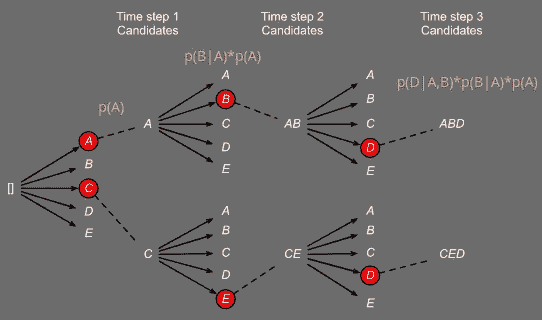 Time step 1
Candidates
Time step 2
Candidates
Time step 3
Candidates
p(A)
p(B|A)*p(A)
p(D|A,B)*p(B|A)*p(A)
[]
A
B
C
D
E
A
C
A
B
C
D
E
A
B
C
D
E
AB
CE
A
B
C
D
E
A
B
C
D
E
ABD
CED